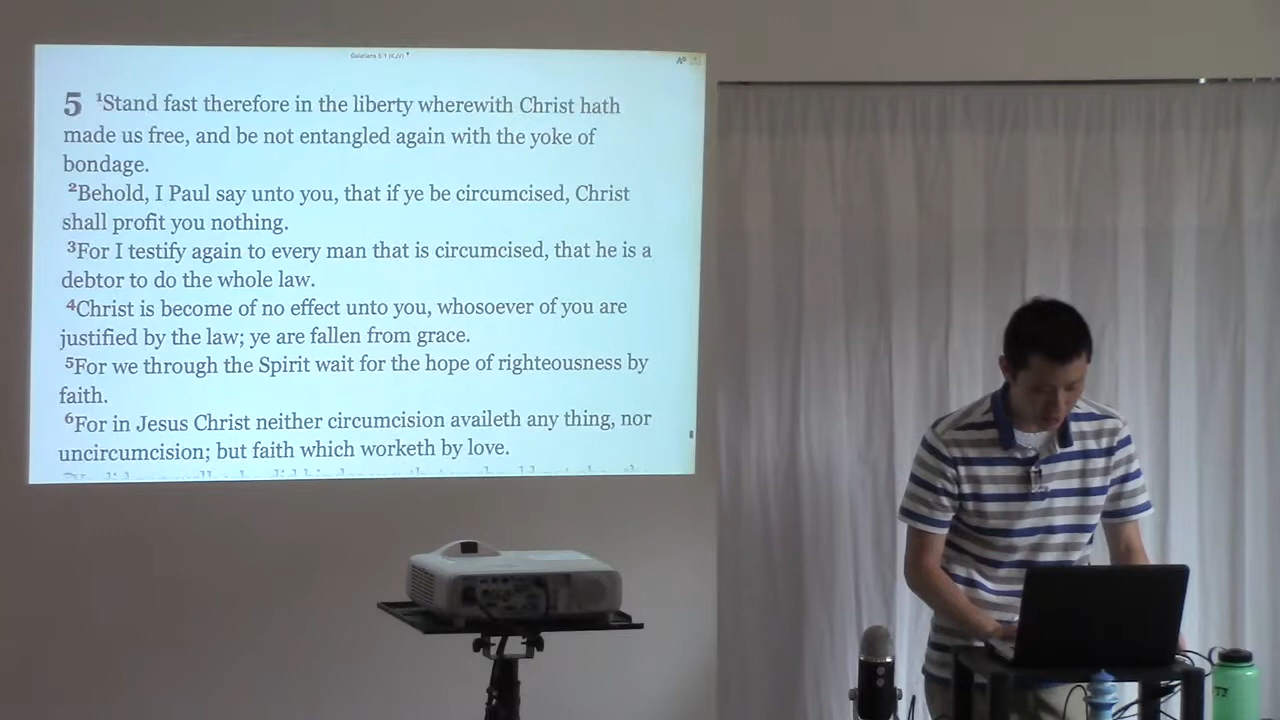 Galatians 5:1 (KJV)
5 ¹Stand fast therefore in the liberty wherewith Christ hath
made us free, and be not entangled again with the yoke of
bondage.
²Behold, I Paul say unto you, that if ye be circumcised, Christ
shall profit you nothing.
³For I testify again to every man that is circumcised, that he is a
debtor to do the whole law.
⁴Christ is become of no effect unto you, whosoever of you are
justified by the law; ye are fallen from grace.
⁵For we through the Spirit wait for the hope of righteousness by
faith.
⁶For in Jesus Christ neither circumcision availeth any thing, nor
uncircumcision; but faith which worketh by love.